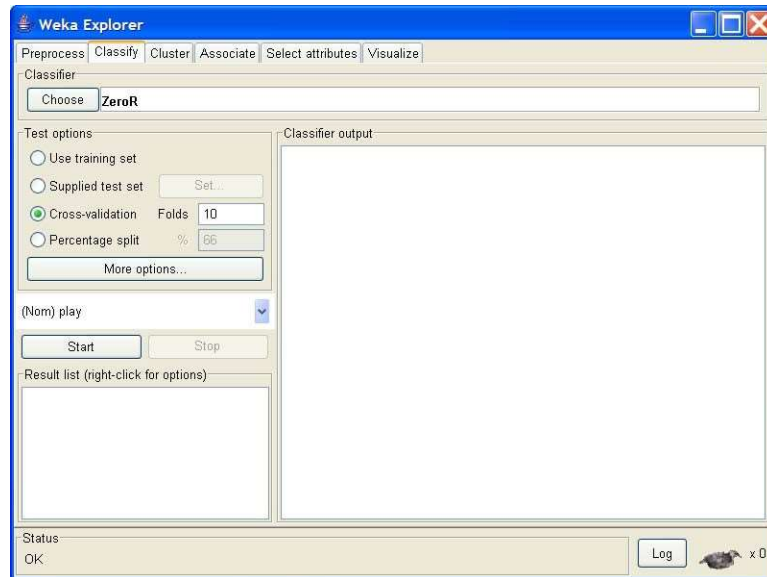 Weka Explorer
Preprocess Classify Cluster Associate Select attributes Visualize
Classifier
Choose ZeroR
Test options
Use training set
Supplied test set Set...
Cross-validation Folds 10
Percentage split % 66
More options...
(Nom) play
Start Stop
Result list (right-click for options)
Classifier output
Status
OK
Log x 0